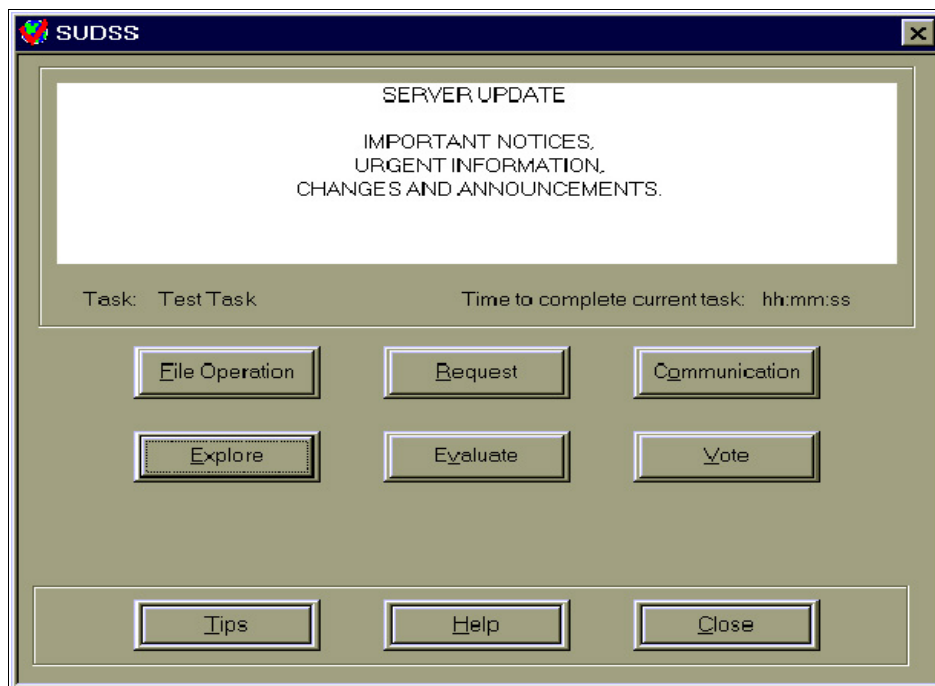 SUDSS
SERVER UPDATE
IMPORTANT NOTICES,
URGENT INFORMATION,
CHANGES AND ANNOUNCEMENTS.
Task: Test Task Time to complete current task: hh:mm:ss
File Operation Request Communication
Explore Evaluate Vote
Tips Help Close